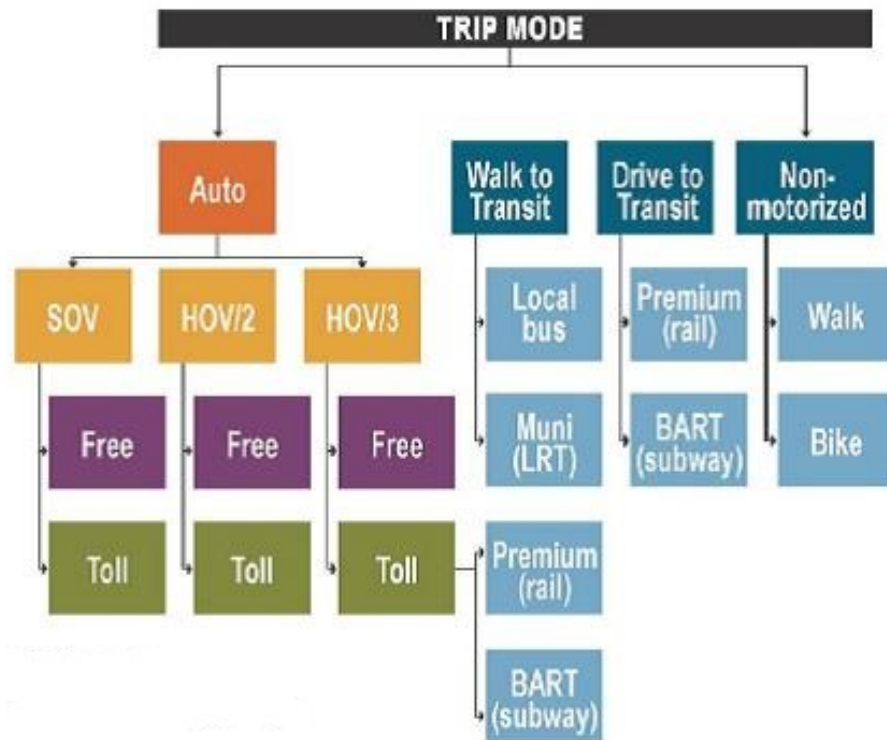 TRIP MODE
Auto
Walk to
Transit
Drive to
Transit
Non-
motorized
SOV
HOV/2
HOV/3
Local
bus
Premium
(rail)
Walk
Free
Free
Free
Muni
(LRT)
BART
(subway)
Bike
Toll
Toll
Toll
Premium
(rail)
BART
(subway)